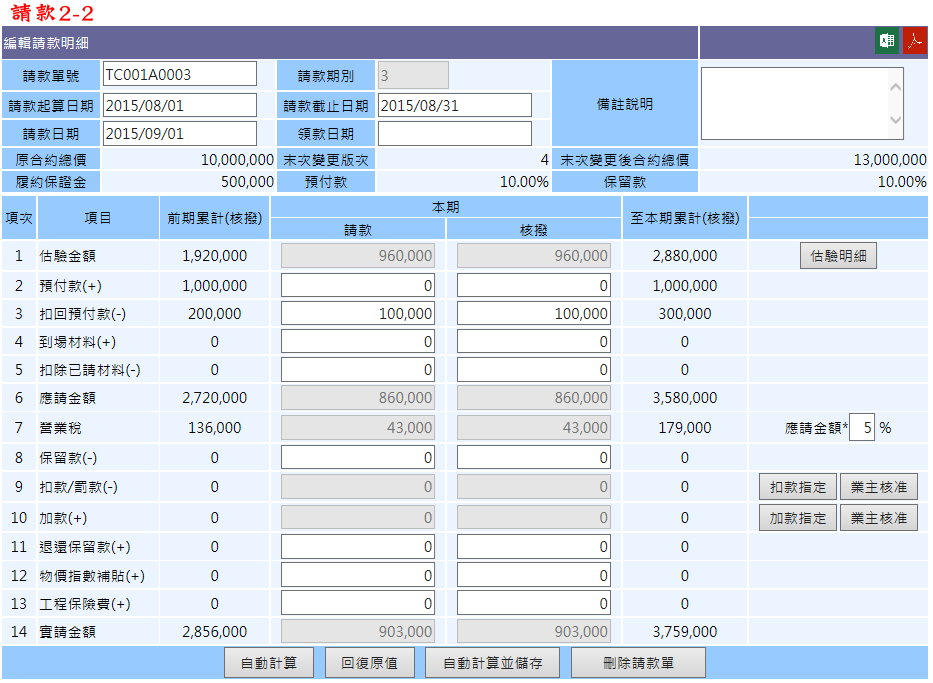 請款2-2
編輯請款明細
請款單號 TC001A0003 請款期別 3 備註說明
請款起算日期 2015/08/01 請款截止日期 2015/08/31
請款日期 2015/09/01 領款日期
原合約總價 10,000,000 末次變更版次 4 末次變更後合約總價 13,000,000
履約保證金 500,000 預付款 10.00% 保留款 10.00%
項次 項目 前期累計(核撥) 本期 至本期累計(核撥)
請款 核撥
1 估驗金額 1,920,000 960,000 960,000 2,880,000 估驗明細
2 預付款(+) 1,000,000 0 0 1,000,000
3 扣回預付款(-) 200,000 100,000 100,000 300,000
4 到場材料(+) 0 0 0 0
5 扣除已請材料(-) 0 0 0 0
6 應請金額 2,720,000 860,000 860,000 3,580,000
7 營業稅 136,000 43,000 43,000 179,000 應請金額* 5 %
8 保留款(-) 0 0 0 0
9 扣款/罰款(-) 0 0 0 0 扣款指定 業主核准
10 加款(+) 0 0 0 0 加款指定 業主核准
11 退還保留款(+) 0 0 0 0
12 物價指數補貼(+) 0 0 0 0
13 工程保險費(+) 0 0 0 0
14 實請金額 2,856,000 903,000 903,000 3,759,000
自動計算 回復原值 自動計算並儲存 刪除請款單